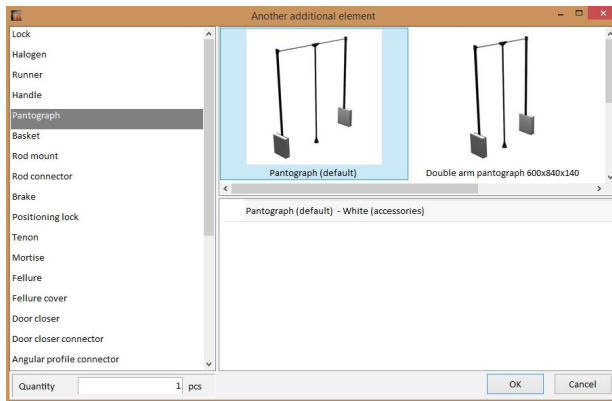 Another additional element
Lock
Halogen
Runner
Handle
Pantograph
Basket
Rod mount
Rod connector
Brake
Positioning lock
Tenon
Mortise
Fellure
Fellure cover
Door closer
Door closer connector
Angular profile connector
Quantity 1 pcs
Pantograph (default)
Double arm pantograph 600x840x140
Pantograph (default) - White (accessories)
OK
Cancel